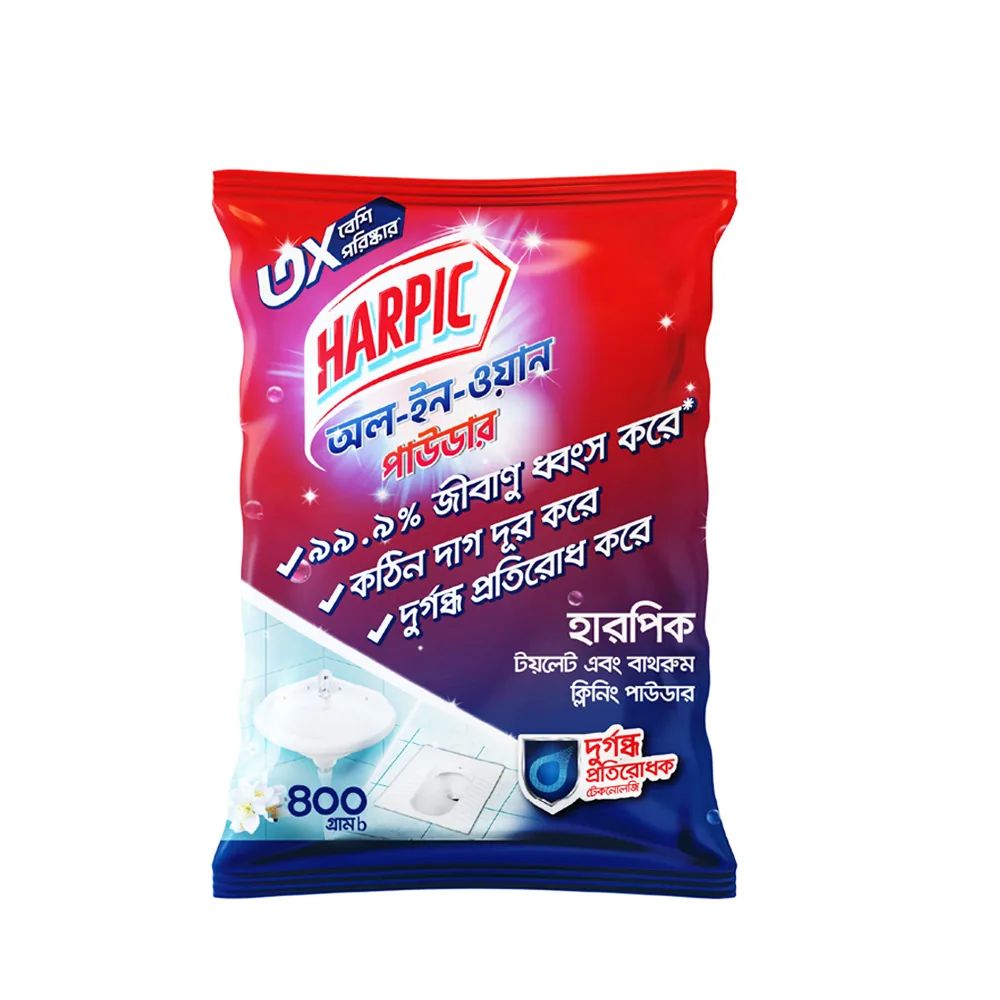 ৩X বেশি
পরিষ্কার^
HARPIC
অল-ইন-ওয়ান
পাউডার
৯৯.৯% জীবাণু ধ্বংস করে*
কঠিন দাগ দূর করে
দুর্গন্ধ প্রতিরোধ করে
হারপিক
টয়লেট এবং বাথরুম
ক্লিনিং পাউডার
দুর্গন্ধ
প্রতিরোধক
টেকনোলজি
৪০০
গ্রাম b